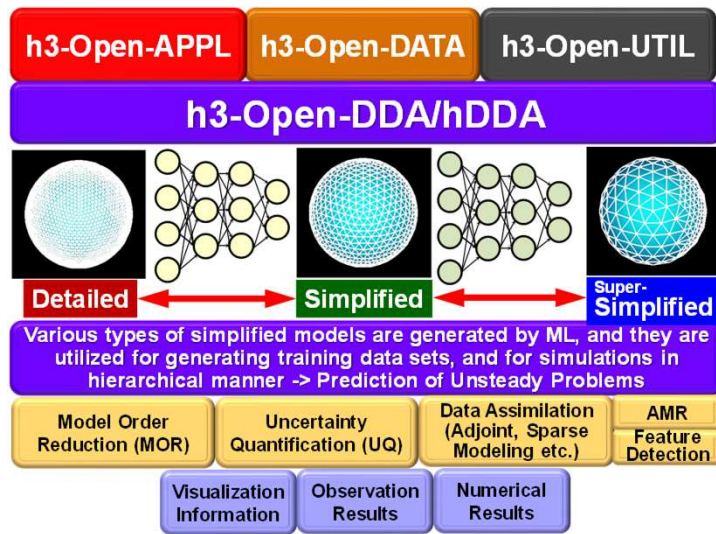 h3-Open-APPL
h3-Open-DATA
h3-Open-UTIL
h3-Open-DDA/hDDA
Detailed
Simplified
Super-
Simplified
Various types of simplified models are generated by ML, and they are
utilized for generating training data sets, and for simulations in
hierarchical manner -> Prediction of Unsteady Problems
Model Order
Reduction (MOR)
Uncertainty
Quantification (UQ)
Data Assimilation
(Adjoint, Sparse
Modeling etc.)
AMR
Feature
Detection
Visualization
Information
Observation
Results
Numerical
Results